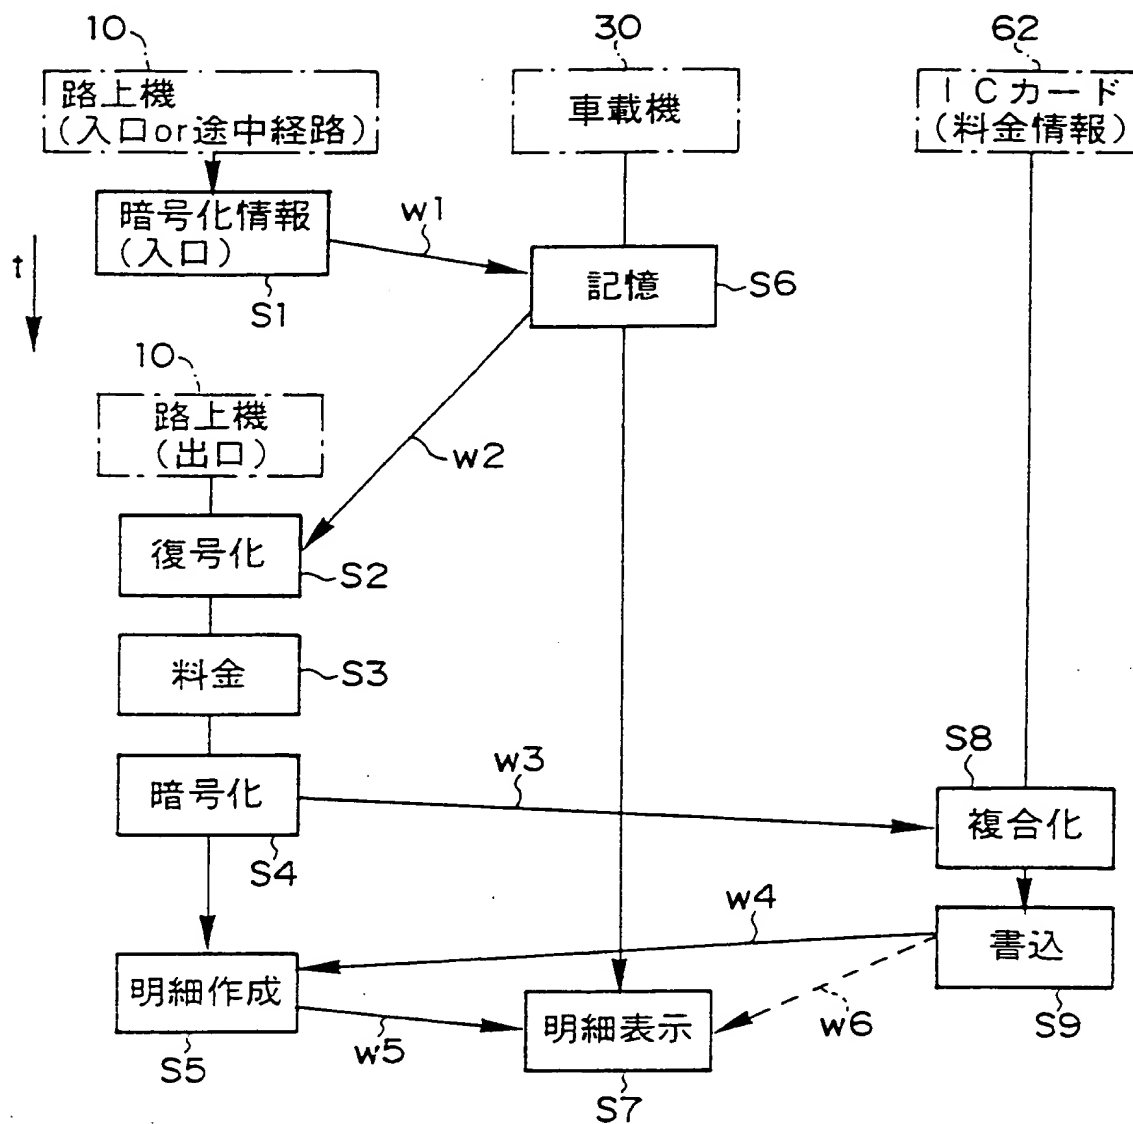 10
30
62
路上機
(入口or途中経路)
車載機
ICカード
(料金情報)
暗号化情報
(入口)
S1
w1
t
記憶
S6
10
路上機
(出口)
w2
復号化
S2
料金
S3
暗号化
S4
w3
S8
複合化
w4
書込
S9
明細作成
S5
w5
明細表示
S7
w6